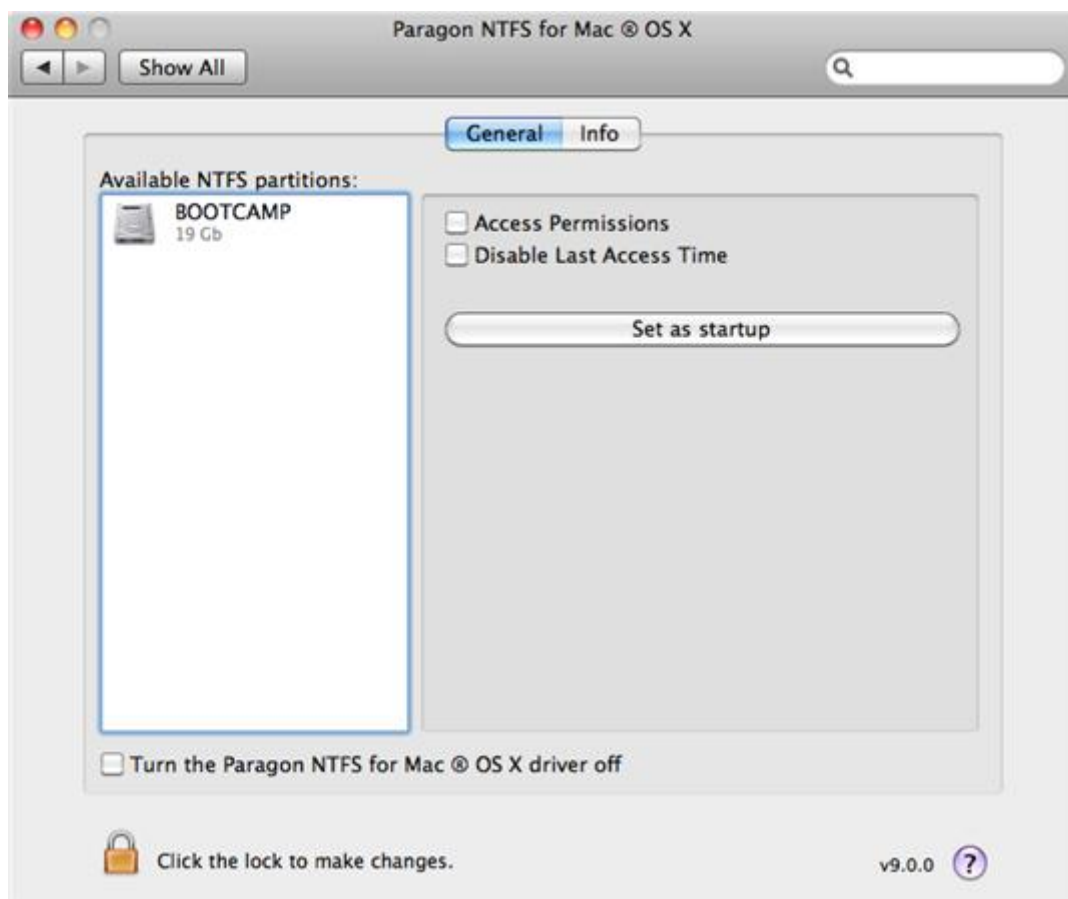 Paragon NTFS for Mac ® OS X
Show All
General Info
Available NTFS partitions:
BOOTCAMP
19 Gb
Access Permissions
Disable Last Access Time
Set as startup
Turn the Paragon NTFS for Mac ® OS X driver off
Click the lock to make changes.
v9.0.0 ?